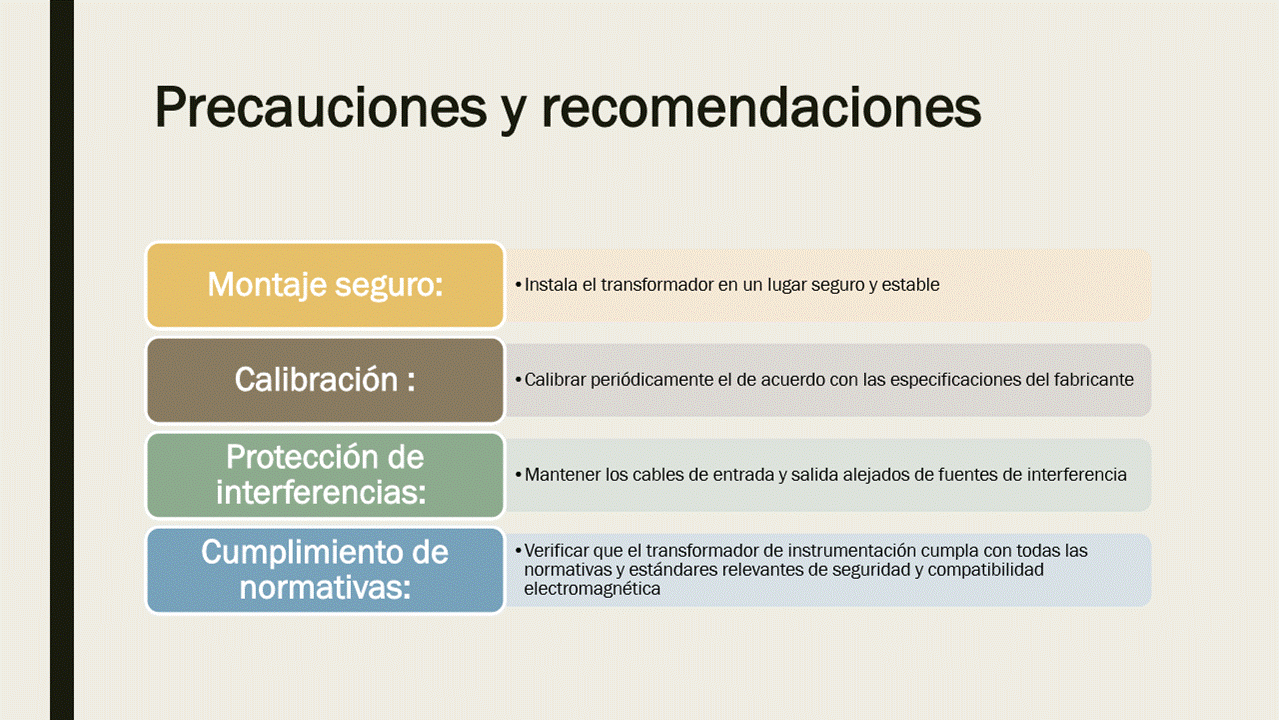 Precauciones y recomendaciones
Montaje seguro:
•Instala el transformador en un lugar seguro y estable
Calibración :
•Calibrar periódicamente el de acuerdo con las especificaciones del fabricante
Protección de
interferencias:
•Mantener los cables de entrada y salida alejados de fuentes de interferencia
Cumplimiento de
normativas:
•Verificar que el transformador de instrumentación cumpla con todas las
normativas y estándares relevantes de seguridad y compatibilidad
electromagnética